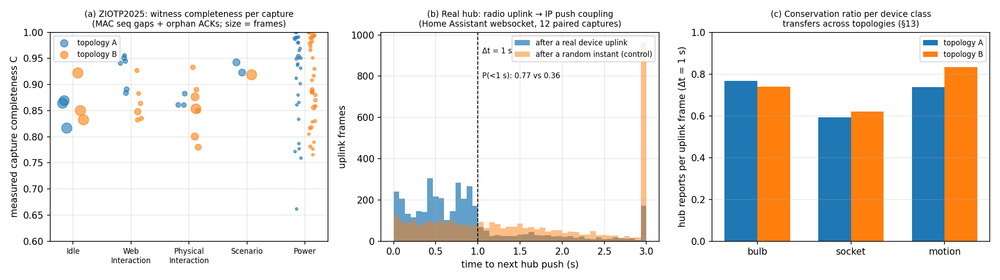 (a) ZIOTP2025: witness completeness per capture
(MAC seq gaps + orphan ACKs; size = frames)
measured capture completeness C
1.00
0.95
0.90
0.85
0.80
0.75
0.70
0.65
0.60
topology A
topology B
Idle
Web
Interaction
Physical
Interaction
Scenario
Power
(b) Real hub: radio uplink → IP push coupling
(Home Assistant websocket, 12 paired captures)
uplink frames
1000
800
600
400
200
0
after a real device uplink
after a random instant (control)
Δt = 1 s
P(<1 s): 0.77 vs 0.36
0.0
0.5
1.0
1.5
2.0
2.5
3.0
time to next hub push (s)
(c) Conservation ratio per device class
transfers across topologies (§13)
hub reports per uplink frame (Δt = 1 s)
1.0
0.8
0.6
0.4
0.2
0.0
topology A
topology B
bulb
socket
motion